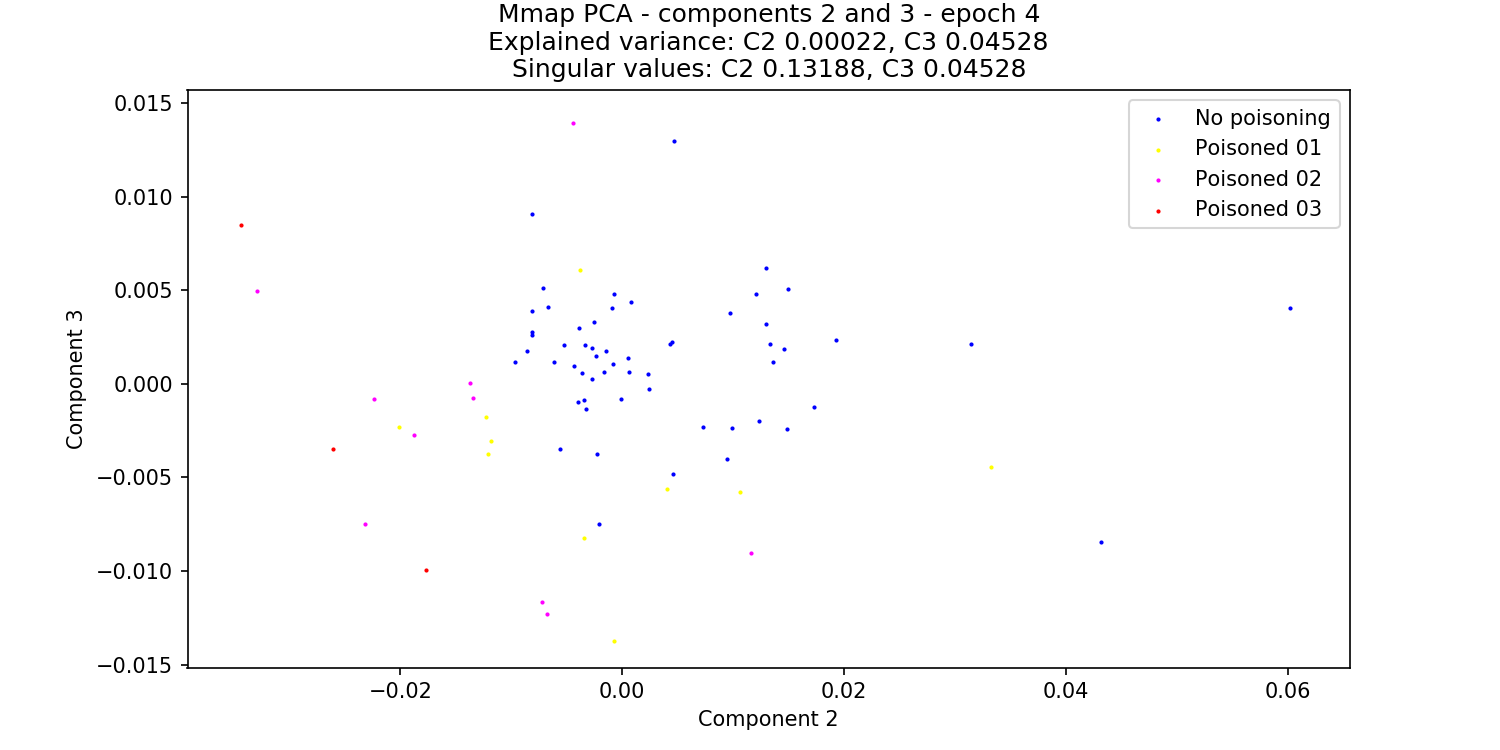 Mmap PCA - components 2 and 3 - epoch 4
Explained variance: C2 0.00022, C3 0.04528
Singular values: C2 0.13188, C3 0.04528
No poisoning
Poisoned 01
Poisoned 02
Poisoned 03
0.015
0.010
0.005
0.000
−0.005
−0.010
−0.015
Component 3
−0.02
0.00
0.02
0.04
0.06
Component 2